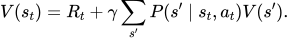 V(s_t) = R_t + γ ∑_{s'} P(s' | s_t, a_t)V(s').